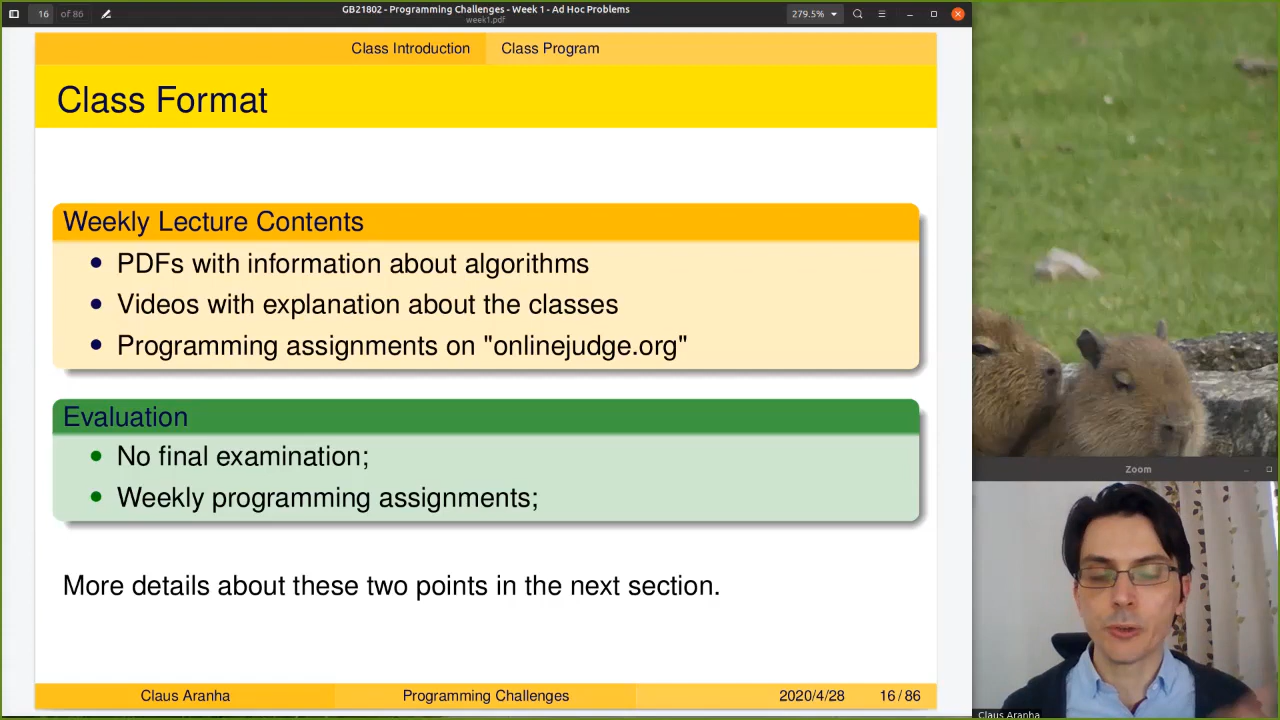 16 of 86
GB21802 - Programming Challenges - Week 1 - Ad Hoc Problems
week1.pdf
279.5%
Class Introduction Class Program
Class Format
Weekly Lecture Contents
PDFs with information about algorithms
Videos with explanation about the classes
Programming assignments on "onlinejudge.org"
Evaluation
No final examination;
Weekly programming assignments;
More details about these two points in the next section.
Claus Aranha Programming Challenges 2020/4/28 16 / 86
Zoom
Claus Aranha